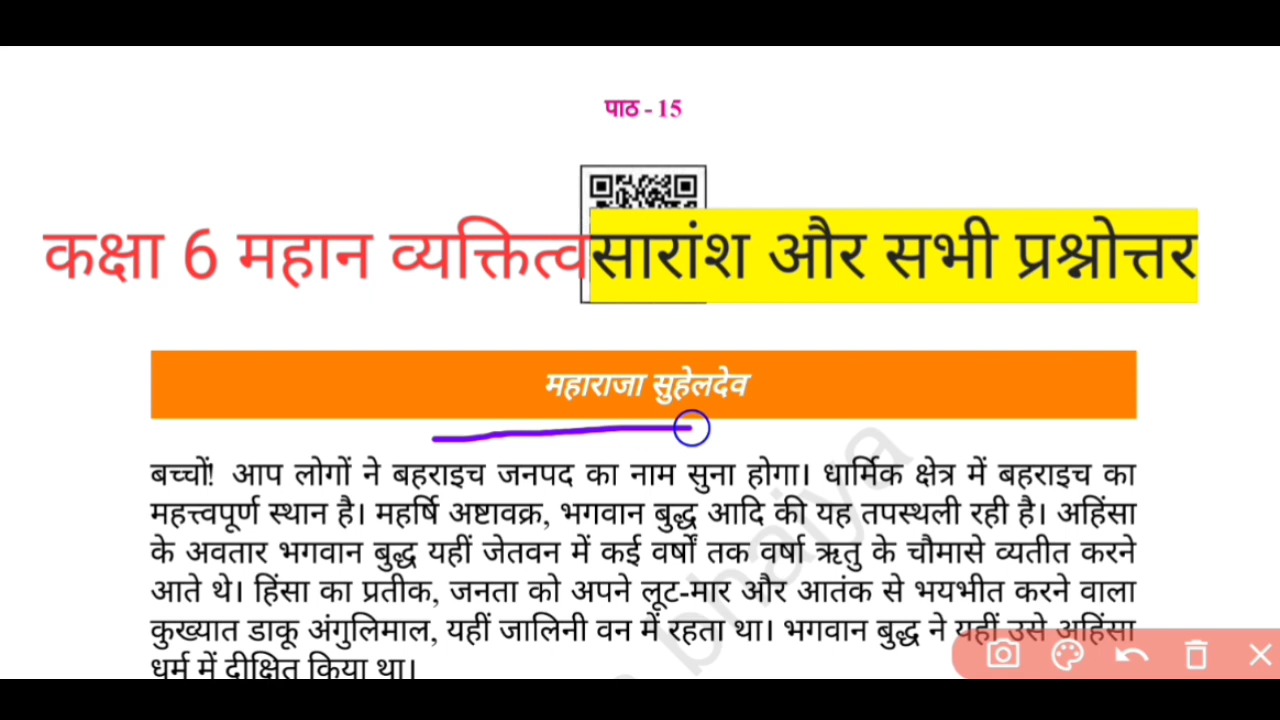 पाठ - 15
कक्षा 6 महान व्यक्तित्व सारांश और सभी प्रश्नोत्तर
महाराजा सुहेलदेव
बच्चों! आप लोगों ने बहराइच जनपद का नाम सुना होगा। धार्मिक क्षेत्र में बहराइच का
महत्त्वपूर्ण स्थान है। महर्षि अष्टावक्र, भगवान बुद्ध आदि की यह तपस्थली रही है। अहिंसा
के अवतार भगवान बुद्ध यहीं जेतवन में कई वर्षों तक वर्षा ऋतु के चौमासे व्यतीत करने
आते थे। हिंसा का प्रतीक, जनता को अपने लूट-मार और आतंक से भयभीत करने वाला
कुख्यात डाकू अंगुलिमाल, यहीं जालिनी वन में रहता था। भगवान बुद्ध ने यहीं उसे अहिंसा
धर्म में दीक्षित किया था।
bhaiya